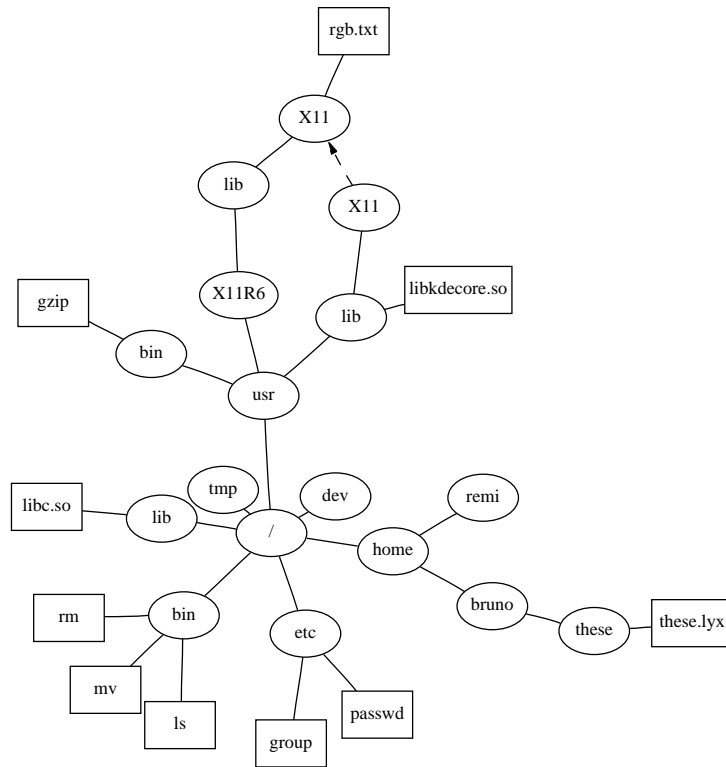 rgb.txt
X11
lib
X11
X11R6
libkdecore.so
gzip
lib
bin
usr
tmp
dev
remi
libc.so
lib
/
home
bruno
rm
bin
these
these.lyx
etc
mv
passwd
ls
group